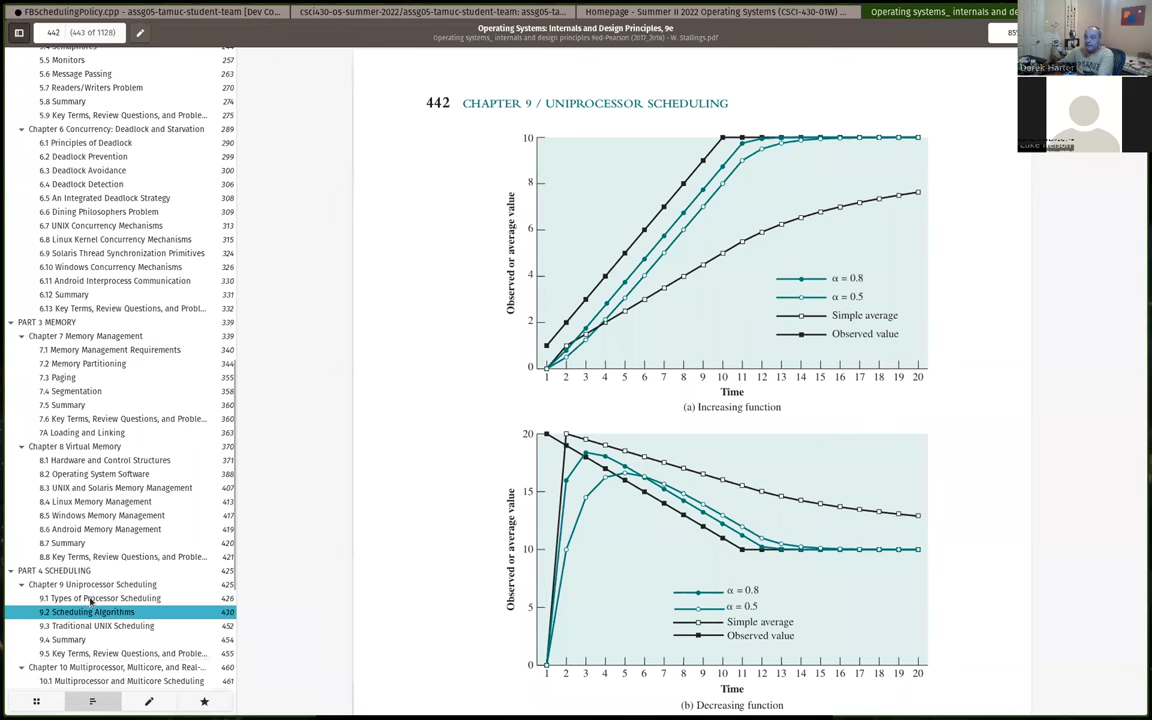 FBSchedulingPolicy.cpp - assg05-tamuc-student-team [Dev Co...
csci430-os-summer-2022/assg05-tamuc-student-team: assg05-ta...
Homepage - Summer II 2022 Operating Systems (CSCI-430-01W) ...
Operating systems_ internals and de
442 (443 of 1128)
Operating Systems: Internals and Design Principles, 9e
Operating systems_ internals and design principles 9ed-Pearson (2017_2018) - W. Stallings.pdf
85
Derek Harter
5.4 Semaphores 244
5.5 Monitors 257
5.6 Message Passing 263
5.7 Readers/Writers Problem 270
5.8 Summary 274
5.9 Key Terms, Review Questions, and Proble... 275
Chapter 6 Concurrency: Deadlock and Starvation 289
6.1 Principles of Deadlock 290
6.2 Deadlock Prevention 299
6.3 Deadlock Avoidance 300
6.4 Deadlock Detection 306
6.5 An Integrated Deadlock Strategy 308
6.6 Dining Philosophers Problem 309
6.7 UNIX Concurrency Mechanisms 313
6.8 Linux Kernel Concurrency Mechanisms 315
6.9 Solaris Thread Synchronization Primitives 324
6.10 Windows Concurrency Mechanisms 326
6.11 Android Interprocess Communication 330
6.12 Summary 331
6.13 Key Terms, Review Questions, and Probl... 332
PART 3 MEMORY 339
Chapter 7 Memory Management 339
7.1 Memory Management Requirements 340
7.2 Memory Partitioning 344
7.3 Paging 355
7.4 Segmentation 358
7.5 Summary 360
7.6 Key Terms, Review Questions, and Proble... 360
7A Loading and Linking 363
Chapter 8 Virtual Memory 370
8.1 Hardware and Control Structures 371
8.2 Operating System Software 388
8.3 UNIX and Solaris Memory Management 407
8.4 Linux Memory Management 413
8.5 Windows Memory Management 417
8.6 Android Memory Management 419
8.7 Summary 420
8.8 Key Terms, Review Questions, and Proble... 421
PART 4 SCHEDULING 425
Chapter 9 Uniprocessor Scheduling 425
9.1 Types of Processor Scheduling 426
9.2 Scheduling Algorithms 430
9.3 Traditional UNIX Scheduling 452
9.4 Summary 454
9.5 Key Terms, Review Questions, and Proble... 455
Chapter 10 Multiprocessor, Multicore, and Real-... 460
10.1 Multiprocessor and Multicore Scheduling 461
442 CHAPTER 9 / UNIPROCESSOR SCHEDULING
10
8
6
4
2
0
Observed or average value
α = 0.8
α = 0.5
Simple average
Observed value
1 2 3 4 5 6 7 8 9 10 11 12 13 14 15 16 17 18 19 20
Time
(a) Increasing function
20
15
10
5
0
Observed or average value
α = 0.8
α = 0.5
Simple average
Observed value
1 2 3 4 5 6 7 8 9 10 11 12 13 14 15 16 17 18 19 20
Time
(b) Decreasing function